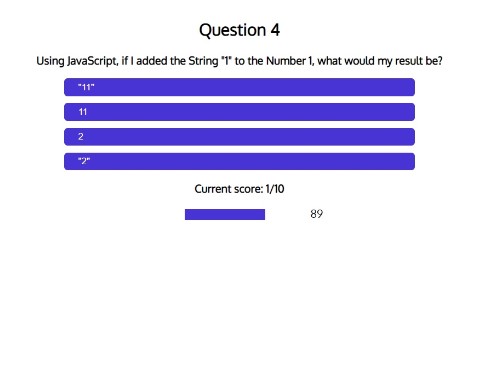 Question 4
Using JavaScript, if I added the String "1" to the Number 1, what would my result be?
"11"
11
2
"2"
Current score: 1/10
89